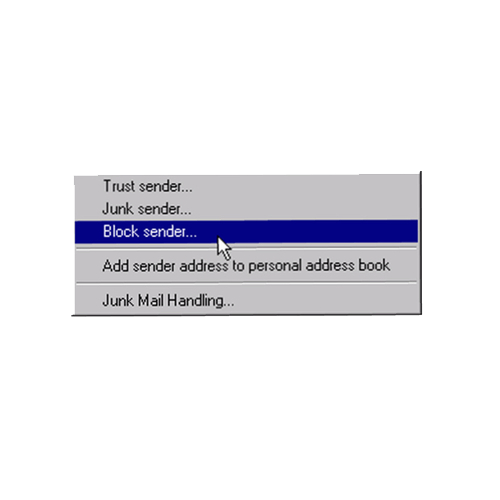 Trust sender...
Junk sender...
Block sender...
Add sender address to personal address book
Junk Mail Handling...